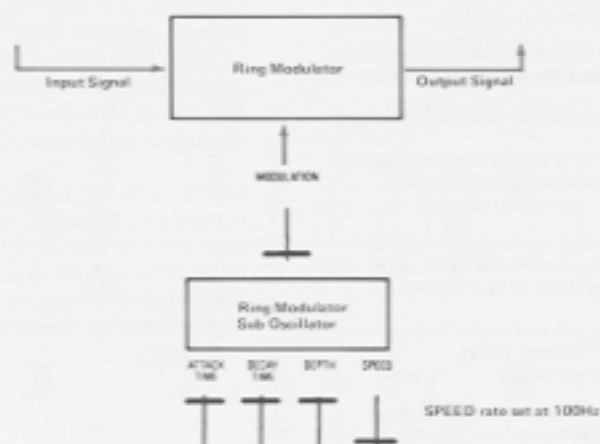 Ring Modulator
Input Signal
Output Signal
MODULATION
Ring Modulator
Sub Oscillator
ATTACK TIME
DECAY TIME
DEPTH
SPEED
SPEED rate set at 100Hz